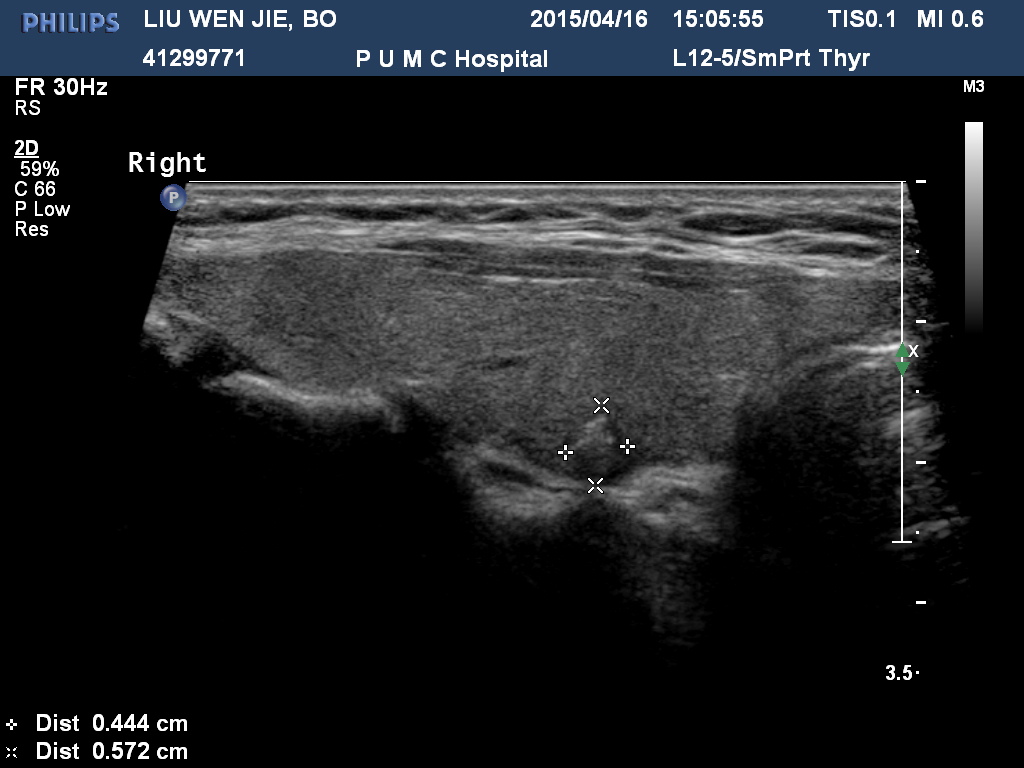 PHILIPS
LIU WEN JIE, BO 2015/04/16 15:05:55 TIS0.1 MI 0.6
41299771 P U M C Hospital L12-5/SmPrt Thyr
FR 30Hz
RS
M3
2D
59%
C 66
P Low
Res
Right
P
X
3.5
Dist 0.444 cm
Dist 0.572 cm